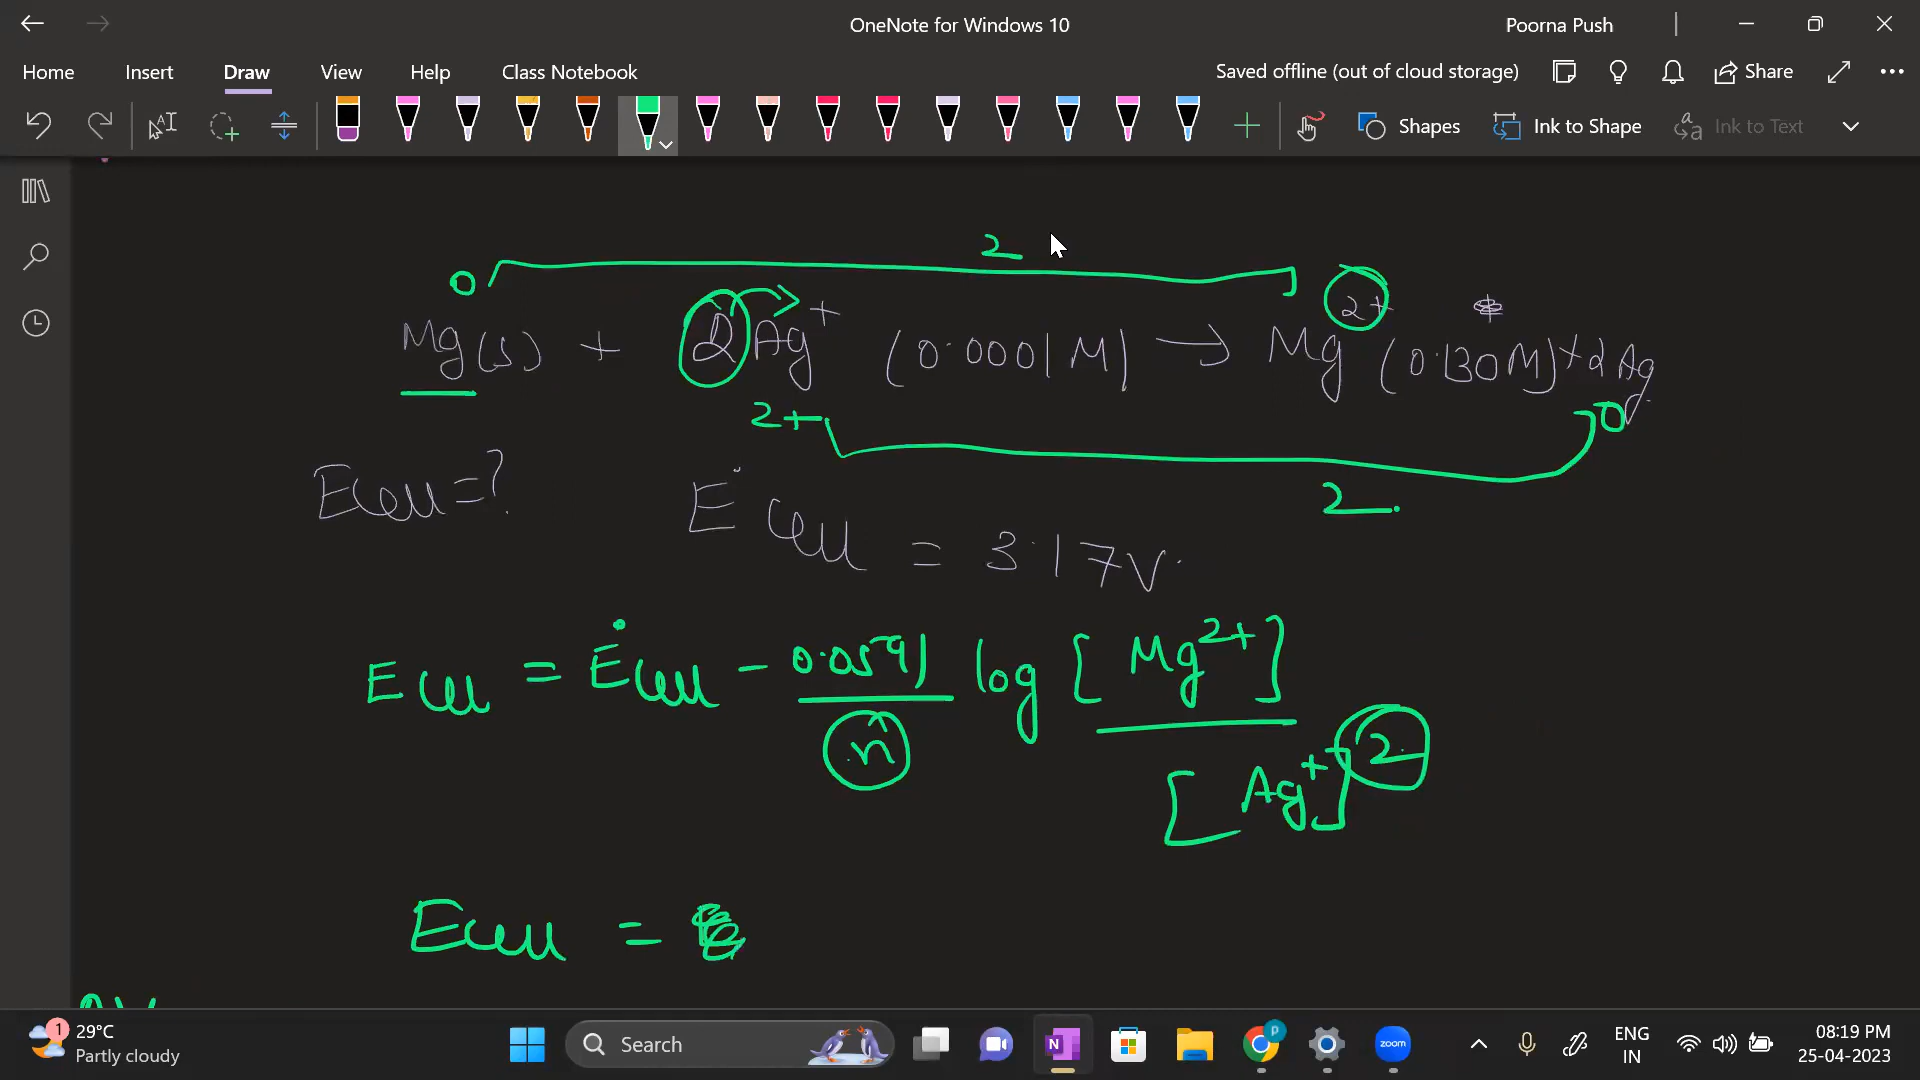 OneNote for Windows 10
Poorna Push
Home Insert Draw View Help Class Notebook
Saved offline (out of cloud storage)
Share
Shapes
Ink to Shape
Ink to Text
2
0
2+
Mg(s) + 2Ag+ (0.0001M) → Mg (0.130M)+2Ag
2+
0
2
Ecell=?
E° cell = 3.17V.
Ecell = E°cell - 0.0591 log [Mg2+]
n
[Ag+]2
Ecell =
1
29°C
Partly cloudy
Search
zoom
ENG
IN
08:19 PM
25-04-2023